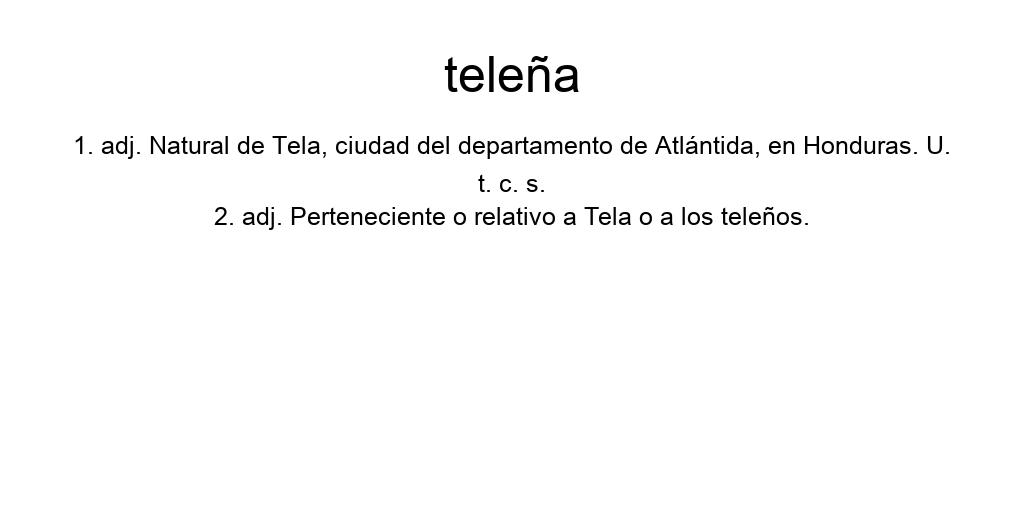 teleña
1. adj. Natural de Tela, ciudad del departamento de Atlántida, en Honduras. U.
t. c. s.
2. adj. Perteneciente o relativo a Tela o a los teleños.